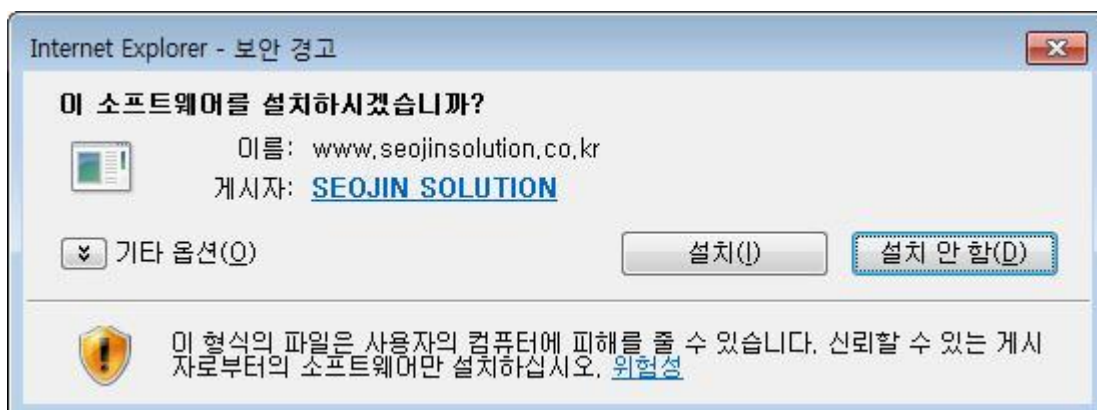 Internet Explorer - 보안 경고
이 소프트웨어를 설치하시겠습니까?
이름: www.seojinsolution.co.kr
게시자: SEOJIN SOLUTION
기타 옵션(O) 설치(I) 설치 안 함(D)
이 형식의 파일은 사용자의 컴퓨터에 피해를 줄 수 있습니다. 신뢰할 수 있는 게시
자로부터의 소프트웨어만 설치하십시오. 위험성